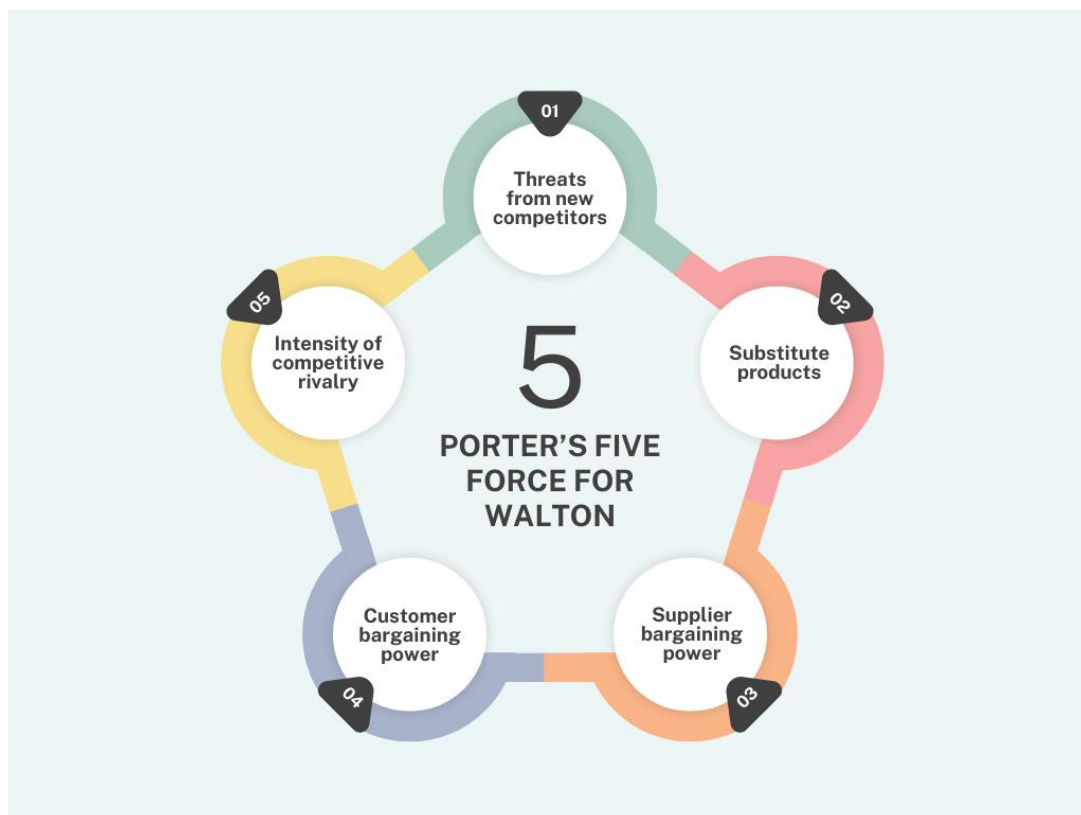 01
Threats
from new
competitors
02
Substitute
products
03
Supplier
bargaining
power
04
Customer
bargaining
power
05
Intensity of
competitive
rivalry
5
PORTER’S FIVE
FORCE FOR
WALTON